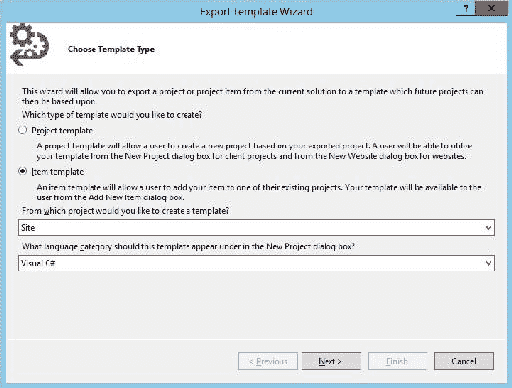 Export Template Wizard
?
Choose Template Type
This wizard will allow you to export a project or project item from the current solution to a template which future projects can
then be based upon.
Which type of template would you like to create?
Project template
A project template will allow a user to create a new project based on your exported project. A user will be able to utilize
your template from the New Project dialog box for client projects and from the New Website dialog box for websites.
Item template
An item template will allow a user to add your item to one of their existing projects. Your template will be available to the
user from the Add New Item dialog box.
From which project would you like to create a template?
Site
What language category should this template appear under in the New Project dialog box?
Visual C#
< Previous
Next >
Finish
Cancel